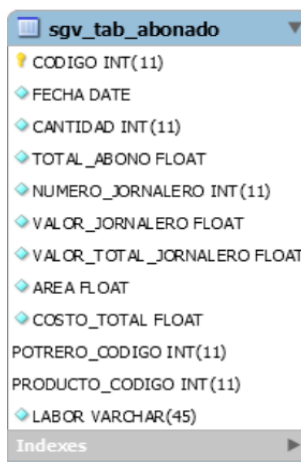 sgv_tab_abonado
CODIGO INT(11)
FECHA DATE
CANTIDAD INT(11)
TOTAL_ABONO FLOAT
NUMERO_JORNALERO INT(11)
VALOR_JORNALERO FLOAT
VALOR_TOTAL_JORNALERO FLOAT
AREA FLOAT
COSTO_TOTAL FLOAT
POTRERO_CODIGO INT(11)
PRODUCTO_CODIGO INT(11)
LABOR VARCHAR(45)
Indexes